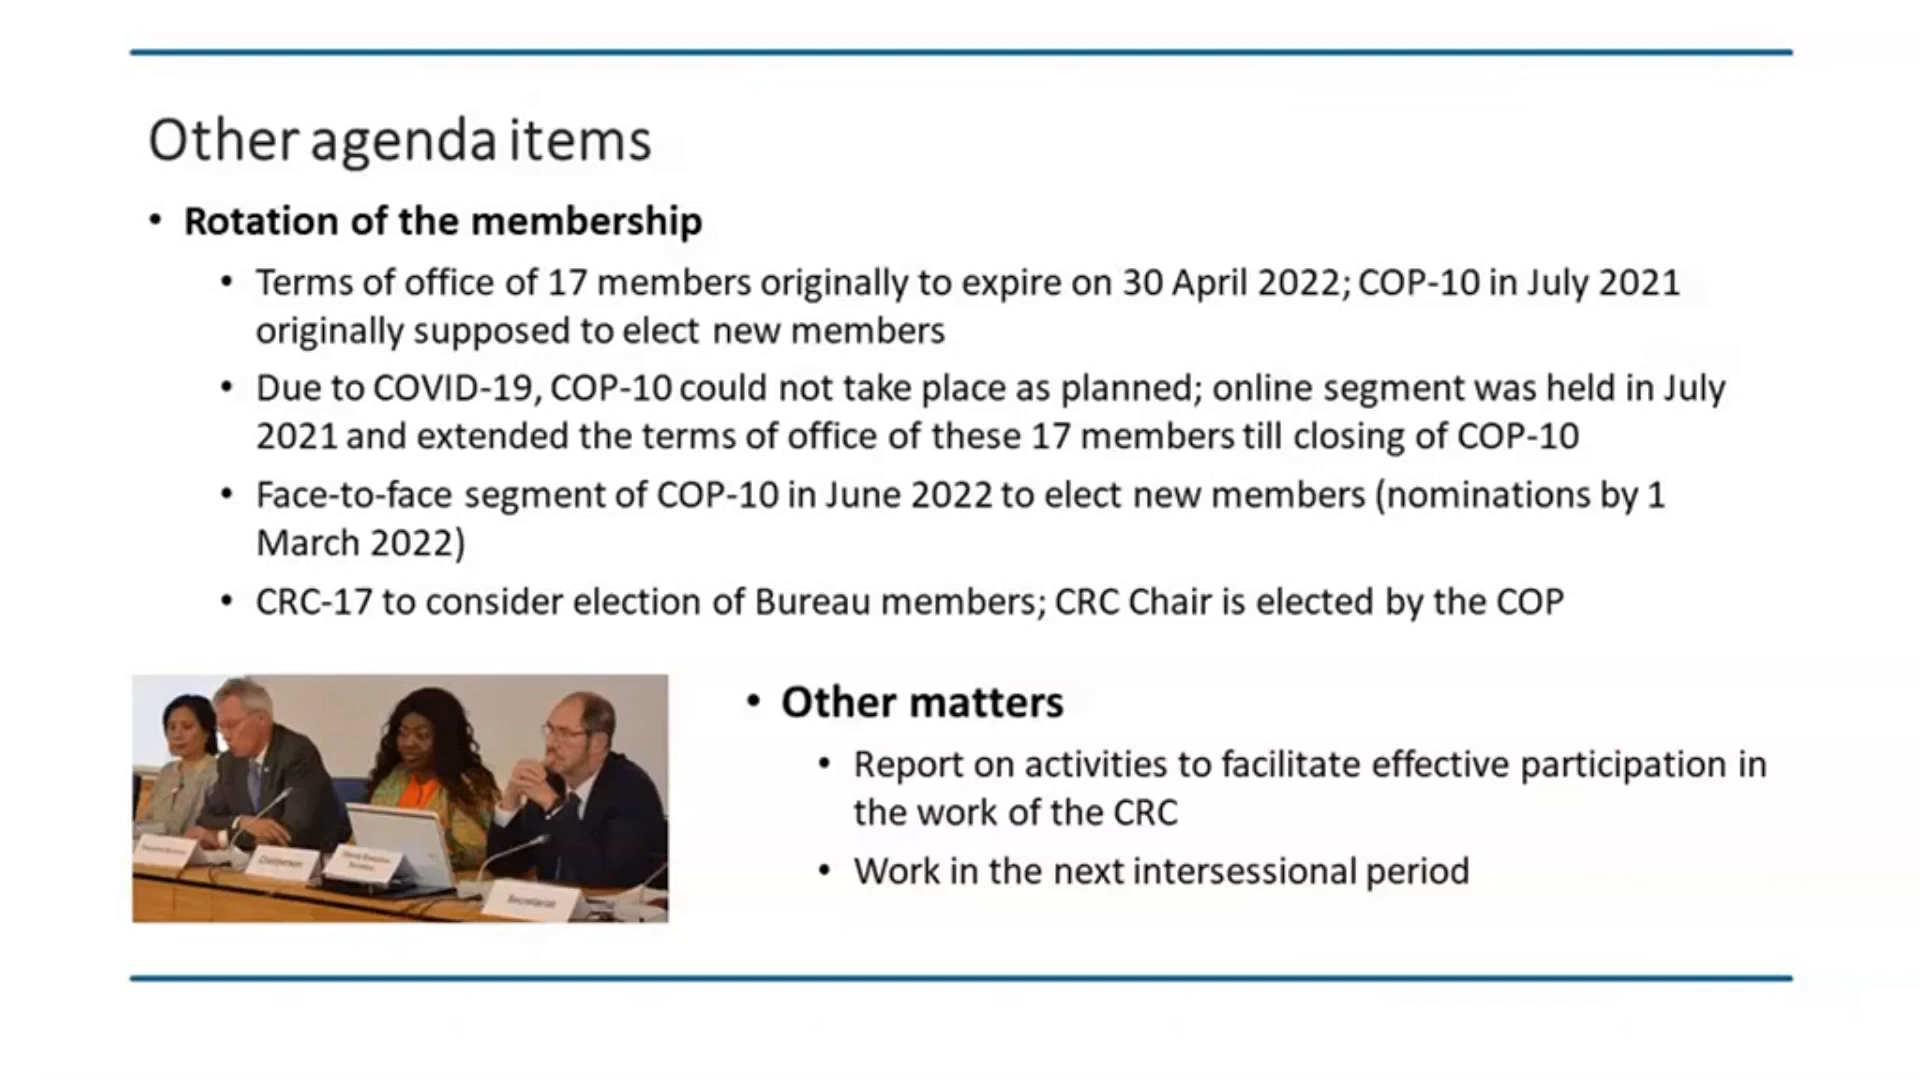 Other agenda items
• Rotation of the membership
• Terms of office of 17 members originally to expire on 30 April 2022; COP-10 in July 2021
originally supposed to elect new members
• Due to COVID-19, COP-10 could not take place as planned; online segment was held in July
2021 and extended the terms of office of these 17 members till closing of COP-10
• Face-to-face segment of COP-10 in June 2022 to elect new members (nominations by 1
March 2022)
• CRC-17 to consider election of Bureau members; CRC Chair is elected by the COP
• Other matters
• Report on activities to facilitate effective participation in
the work of the CRC
• Work in the next intersessional period
Chairperson
Secretariat